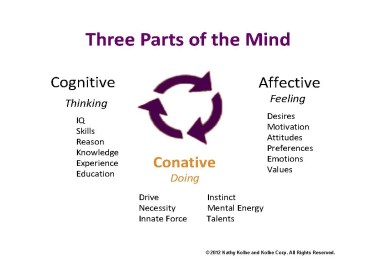 Three Parts of the Mind
Cognitive
Thinking
IQ
Skills
Reason
Knowledge
Experience
Education
Affective
Feeling
Desires
Motivation
Attitudes
Preferences
Emotions
Values
Conative
Doing
Drive Instinct
Necessity Mental Energy
Innate Force Talents
©2012 Kathy Kolbe and Kolbe Corp. All Rights Reserved.